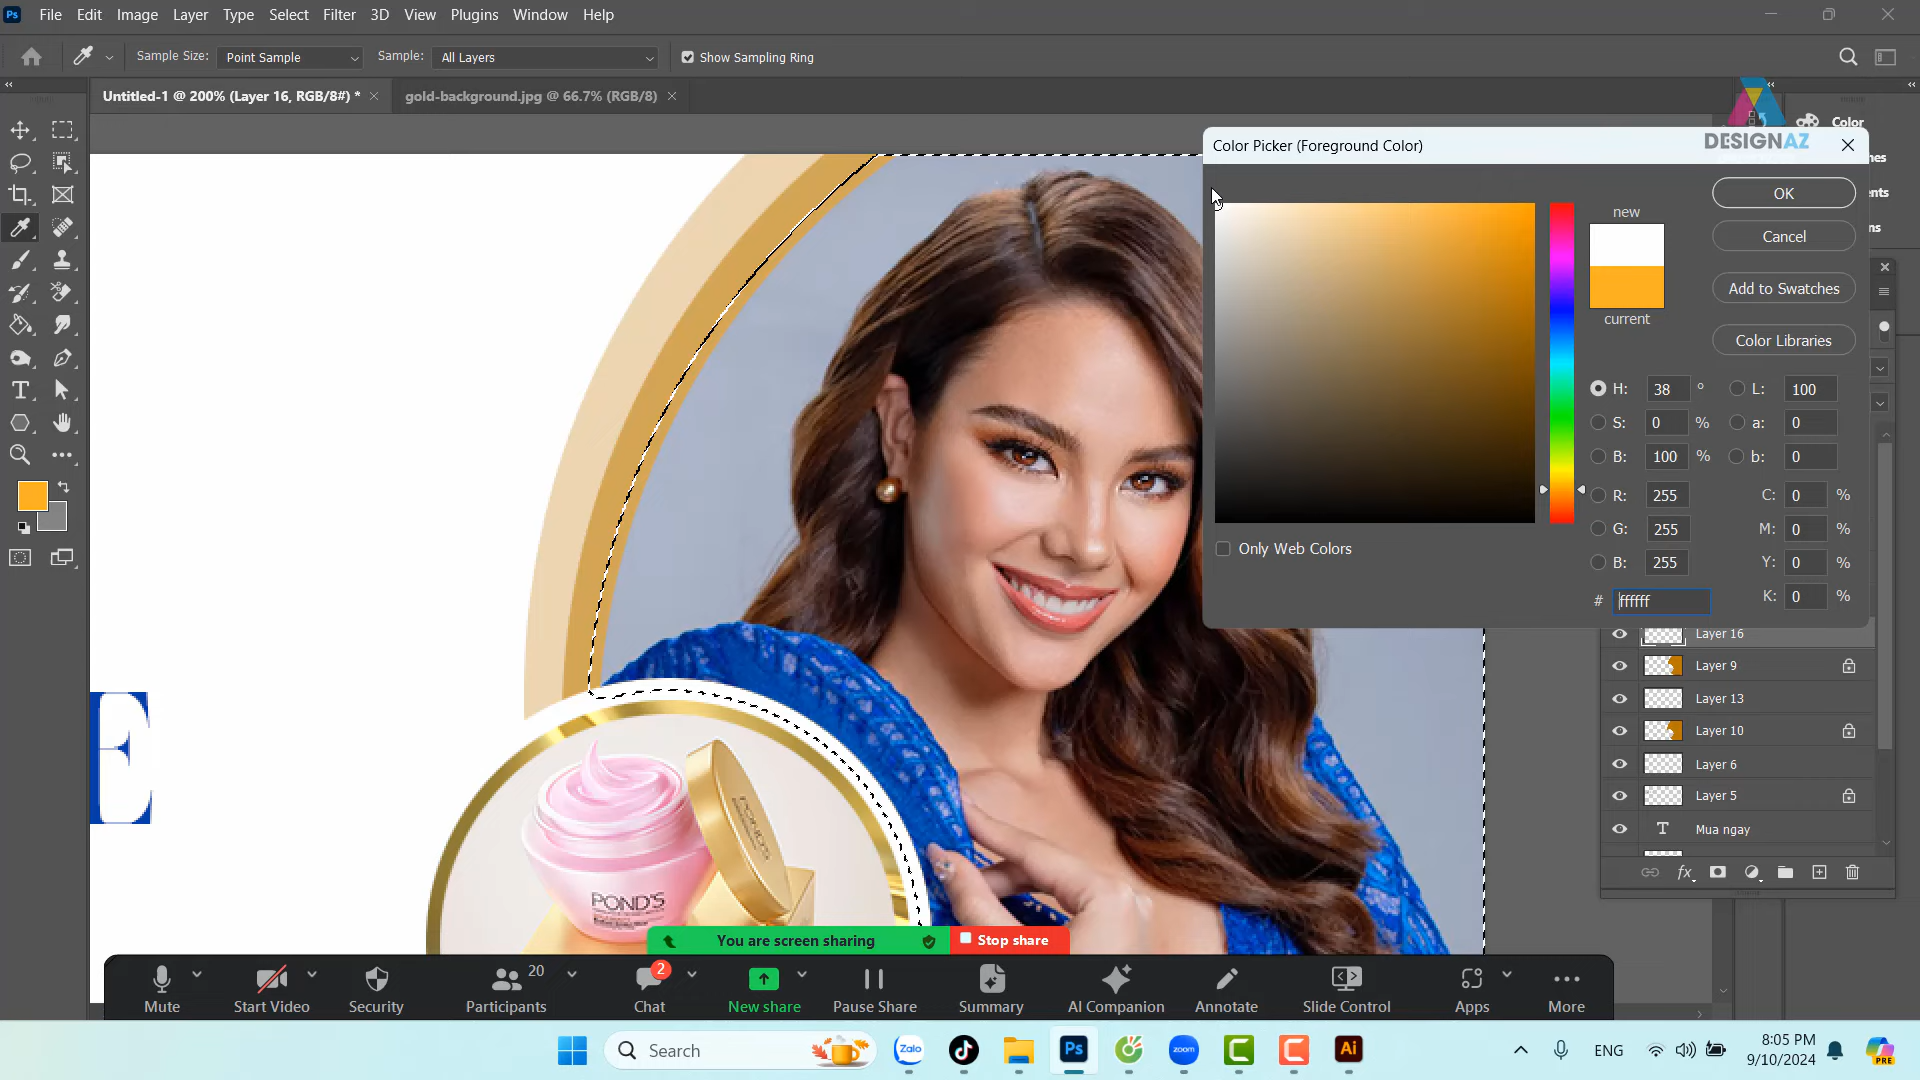 File Edit Image Layer Type Select Filter 3D View Plugins Window Help
Sample Size: Point Sample Sample: All Layers Show Sampling Ring
Untitled-1 @ 200% (Layer 16, RGB/8#) * gold-background.jpg @ 66.7% (RGB/8)
Color
DESIGNAZ
Color Picker (Foreground Color)
OK
new
Cancel
Add to Swatches
current
Color Libraries
H: 38 ° L: 100
S: 0 % a: 0
B: 100 % b: 0
R: 255 C: 0 %
G: 255 M: 0 %
Only Web Colors
B: 255 Y: 0 %
# ffffff K: 0 %
Layer 16
Layer 9
Layer 13
Layer 10
Layer 6
Layer 5
Mua ngay
E
POND'S
You are screen sharing Stop share
20
2
Mute Start Video Security Participants Chat New share Pause Share Summary AI Companion Annotate Slide Control Apps More
Search Zalo Ps zoom Ai ENG
8:05 PM
9/10/2024
PRE